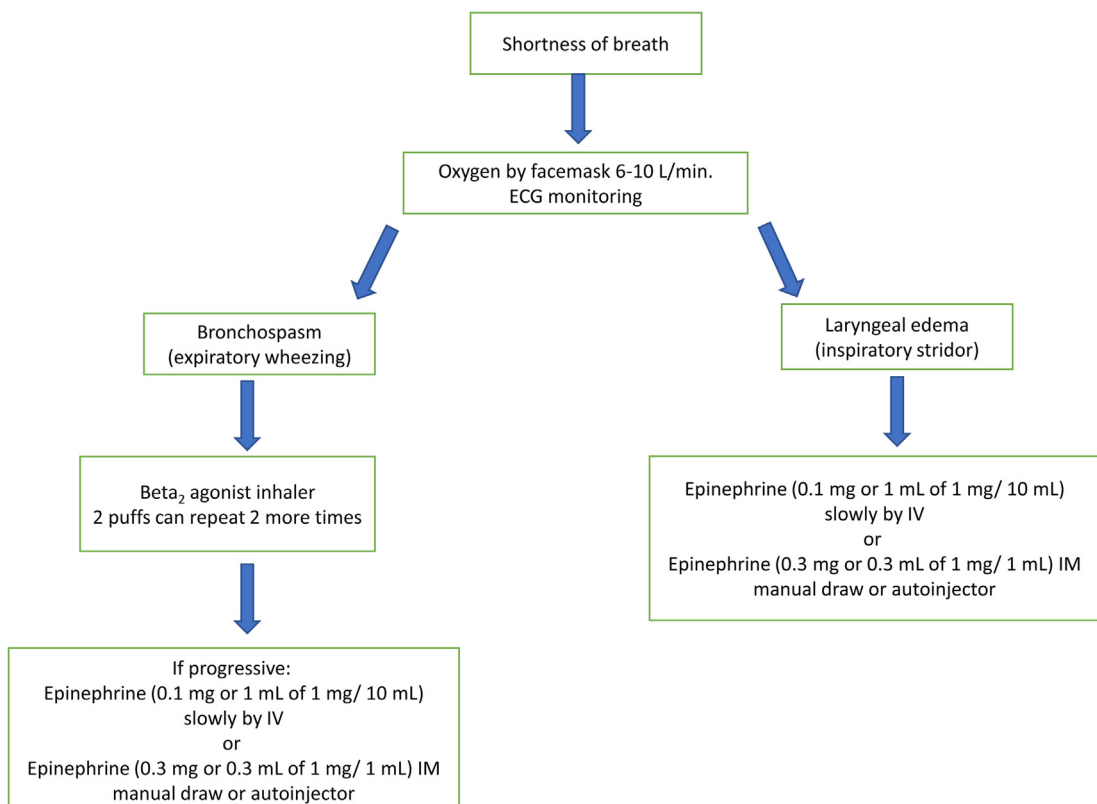 Shortness of breath
Oxygen by facemask 6-10 L/min.
ECG monitoring
Bronchospasm
(expiratory wheezing)
Laryngeal edema
(inspiratory stridor)
Beta₂ agonist inhaler
2 puffs can repeat 2 more times
Epinephrine (0.1 mg or 1 mL of 1 mg/ 10 mL)
slowly by IV
or
Epinephrine (0.3 mg or 0.3 mL of 1 mg/ 1 mL) IM
manual draw or autoinjector
If progressive:
Epinephrine (0.1 mg or 1 mL of 1 mg/ 10 mL)
slowly by IV
or
Epinephrine (0.3 mg or 0.3 mL of 1 mg/ 1 mL) IM
manual draw or autoinjector